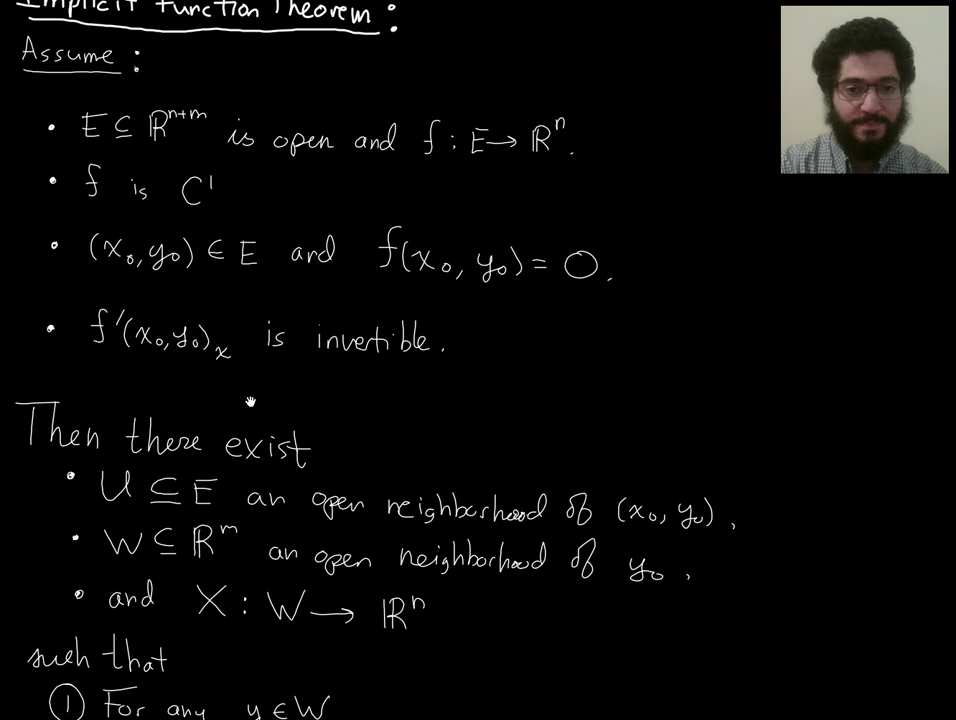 Implicit Function Theorem:
Assume:
• E ⊆ ℝⁿ⁺ᵐ is open and f : E → ℝⁿ.
• f is C¹
• (x₀, y₀) ∈ E and f(x₀, y₀) = 0.
• f′(x₀, y₀)ₓ is invertible.
Then there exist
• U ⊆ E an open neighborhood of (x₀, y₀),
• W ⊆ ℝᵐ an open neighborhood of y₀,
• and X : W → ℝⁿ
such that
① For any y ∈ W